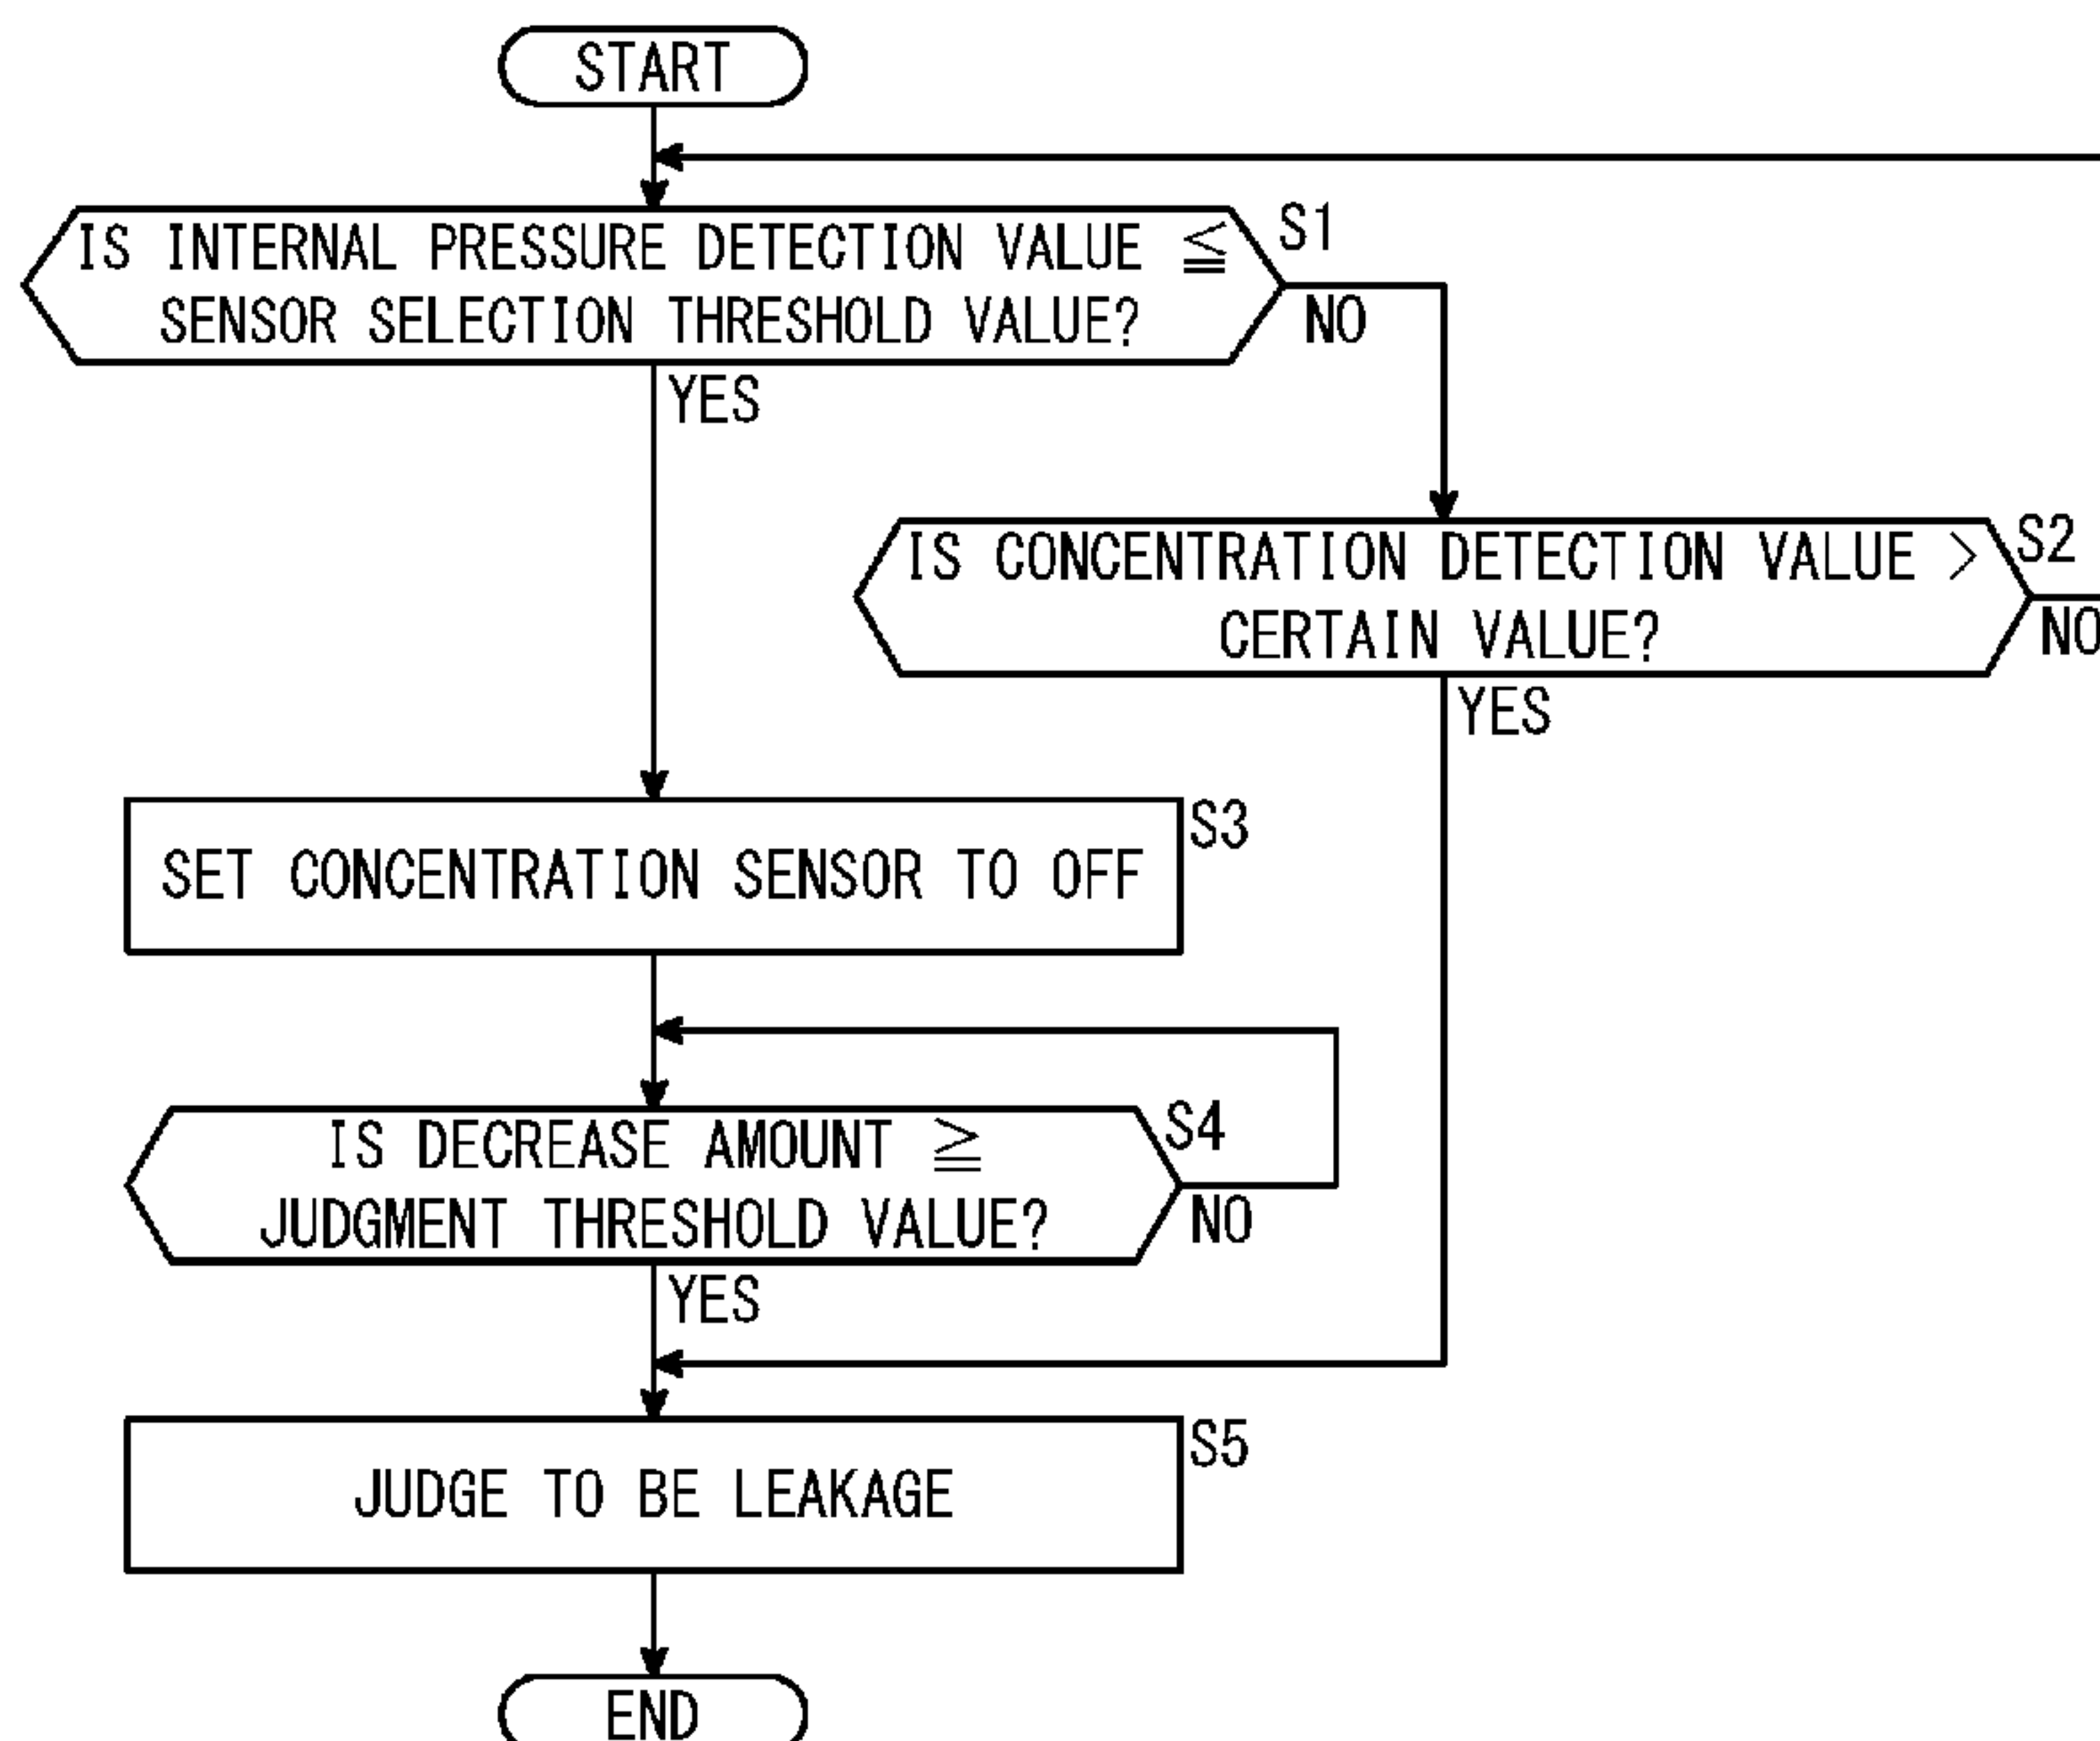 START
IS INTERNAL PRESSURE DETECTION VALUE ≦
SENSOR SELECTION THRESHOLD VALUE?
S1
NO
YES
IS CONCENTRATION DETECTION VALUE >
CERTAIN VALUE?
S2
NO
YES
SET CONCENTRATION SENSOR TO OFF
S3
IS DECREASE AMOUNT ≧
JUDGMENT THRESHOLD VALUE?
S4
NO
YES
JUDGE TO BE LEAKAGE
S5
END